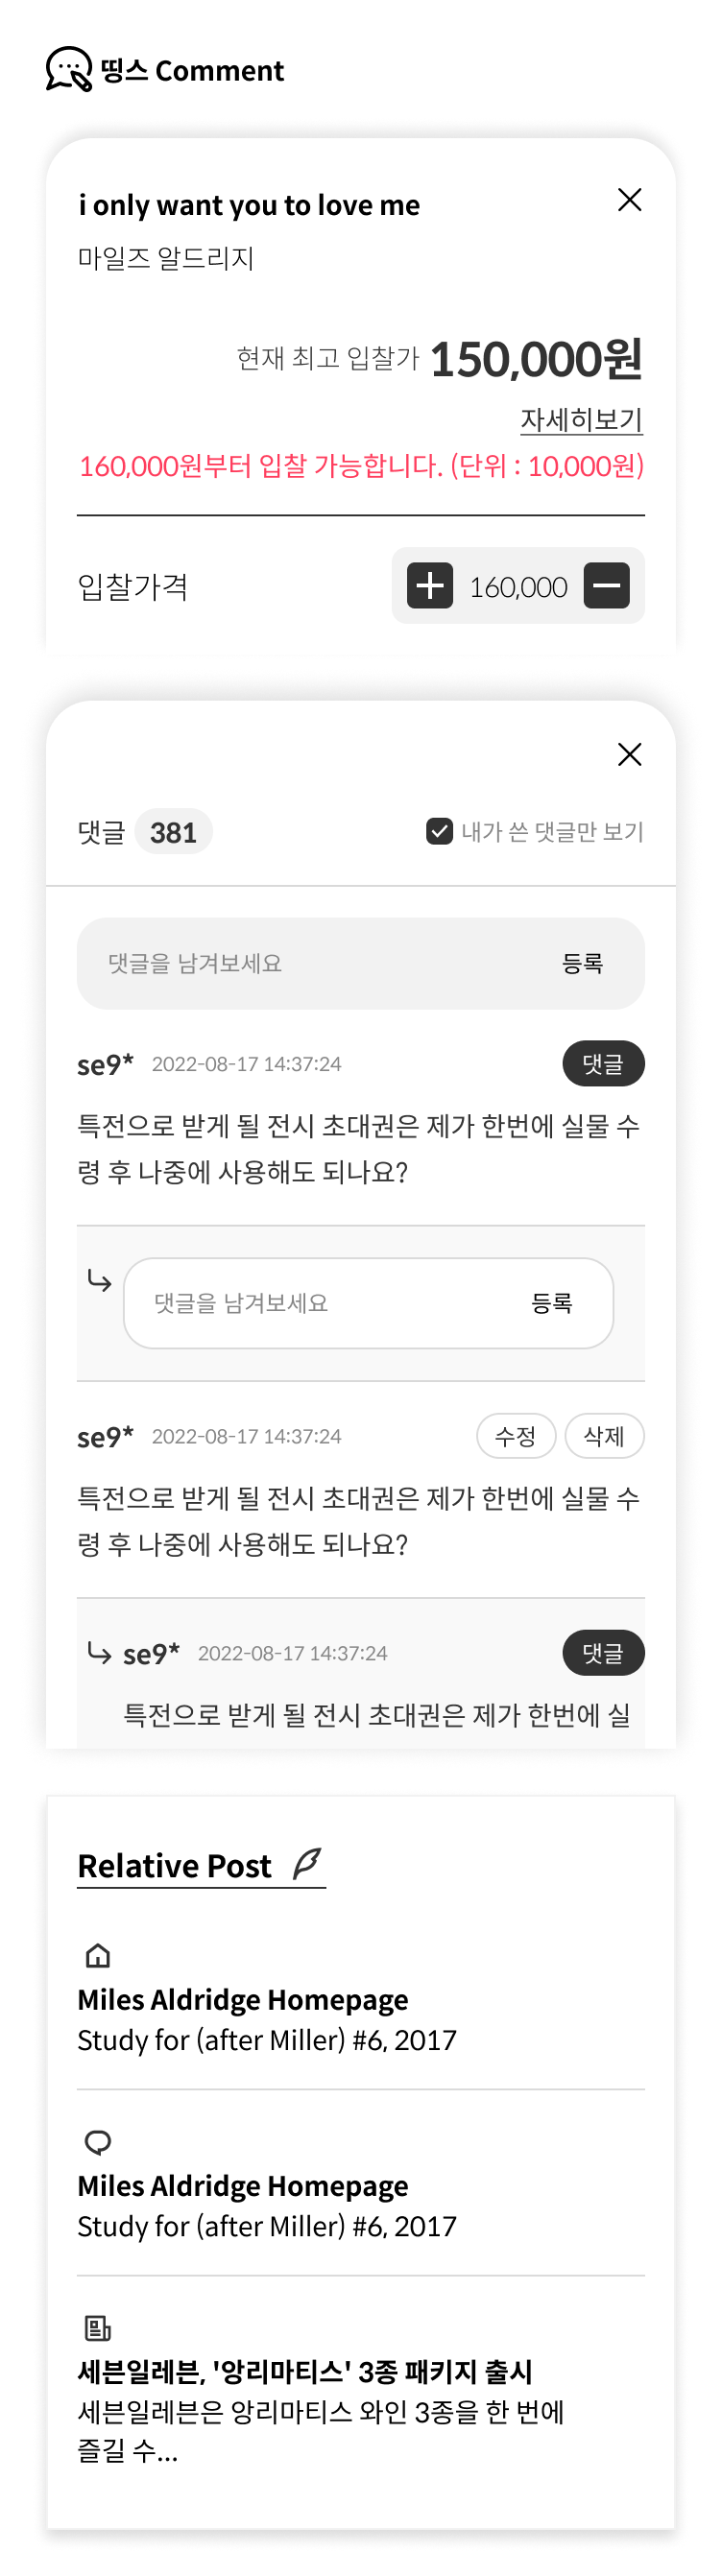 띵스 Comment
i only want you to love me
마일즈 알드리지
현재 최고 입찰가 150,000원
자세히보기
160,000원부터 입찰 가능합니다. (단위 : 10,000원)
입찰가격 160,000
댓글 381 내가 쓴 댓글만 보기
댓글을 남겨보세요 등록
se9* 2022-08-17 14:37:24 댓글
특전으로 받게 될 전시 초대권은 제가 한번에 실물 수
령 후 나중에 사용해도 되나요?
댓글을 남겨보세요 등록
se9* 2022-08-17 14:37:24 수정 삭제
특전으로 받게 될 전시 초대권은 제가 한번에 실물 수
령 후 나중에 사용해도 되나요?
se9* 2022-08-17 14:37:24 댓글
특전으로 받게 될 전시 초대권은 제가 한번에 실
Relative Post
Miles Aldridge Homepage
Study for (after Miller) #6, 2017
Miles Aldridge Homepage
Study for (after Miller) #6, 2017
세븐일레븐, '앙리마티스' 3종 패키지 출시
세븐일레븐은 앙리마티스 와인 3종을 한 번에
즐길 수...